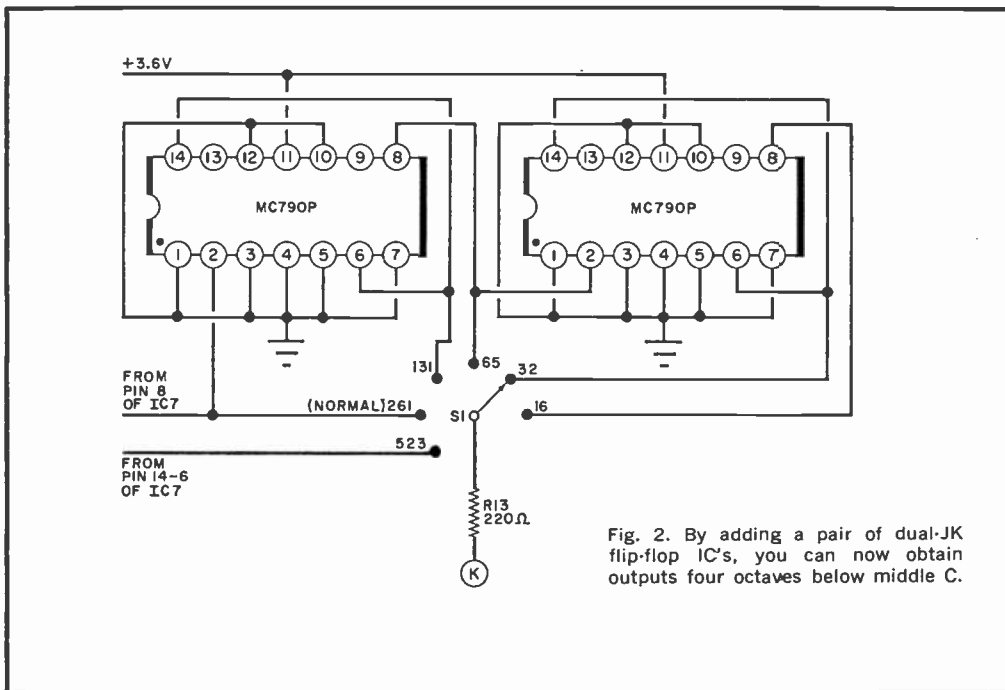 +3.6V
14 13 12 11 10 9 8
MC790P
1 2 3 4 5 6 7
14 13 12 11 10 9 8
MC790P
1 2 3 4 5 6 7
131
65
32
FROM
PIN 8
OF IC7
(NORMAL) 261
S1
16
523
FROM
PIN 14-6
OF IC7
R13
220Ω
K
Fig. 2. By adding a pair of dual-JK
flip-flop IC's, you can now obtain
outputs four octaves below middle C.